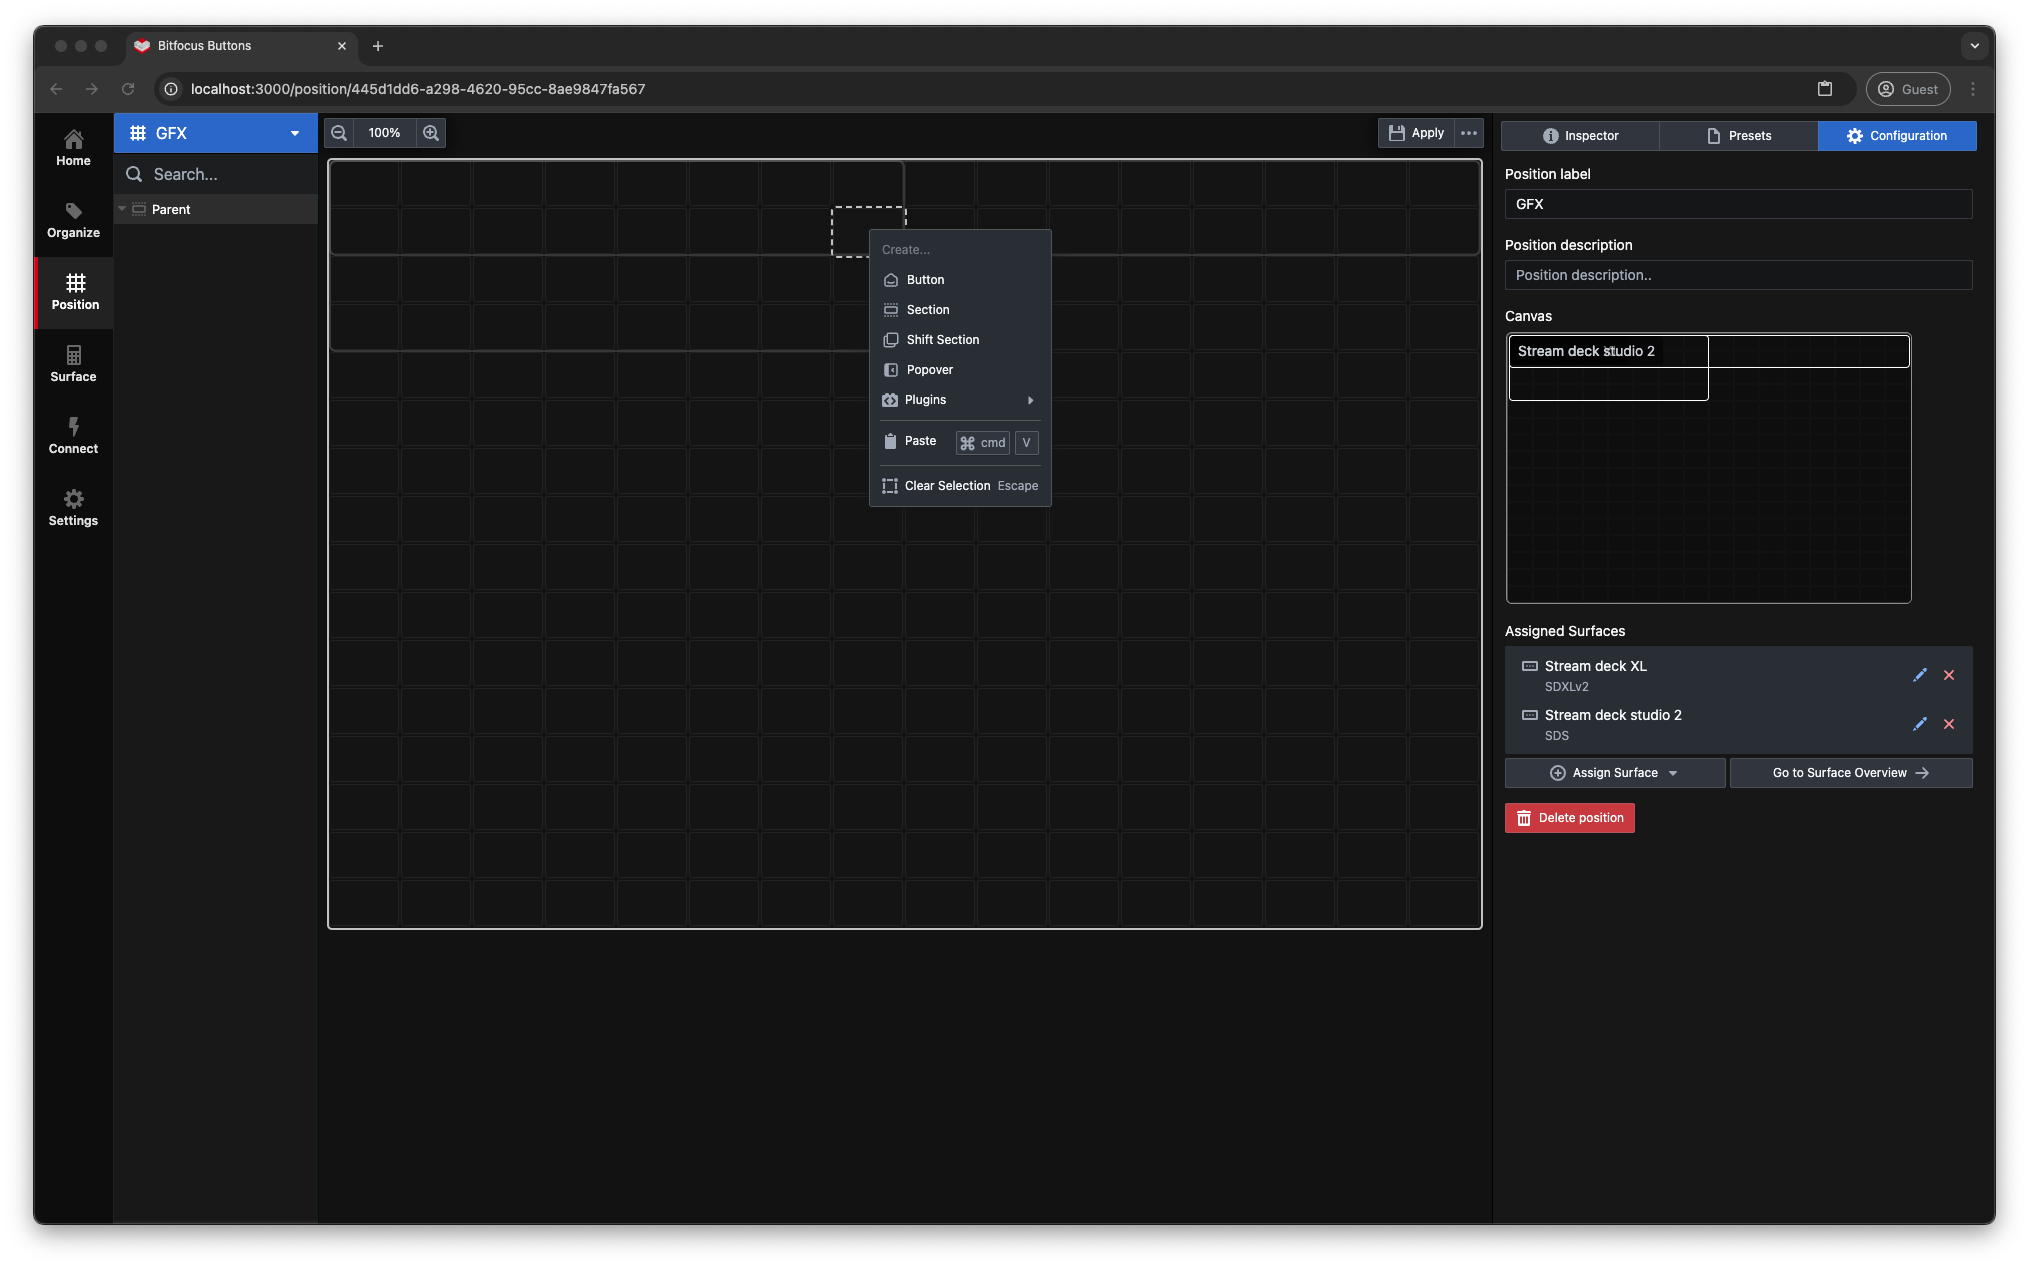 Bitfocus Buttons
localhost:3000/position/445d1dd6-a298-4620-95cc-8ae9847fa567
Guest
Home
Organize
Position
Surface
Connect
Settings
GFX
Search...
Parent
100%
Apply
Create...
Button
Section
Shift Section
Popover
Plugins
Paste ⌘ cmd V
Clear Selection Escape
Inspector
Presets
Configuration
Position label
GFX
Position description
Position description..
Canvas
Stream deck studio 2
Assigned Surfaces
Stream deck XL
SDXLv2
Stream deck studio 2
SDS
Assign Surface
Go to Surface Overview
Delete position